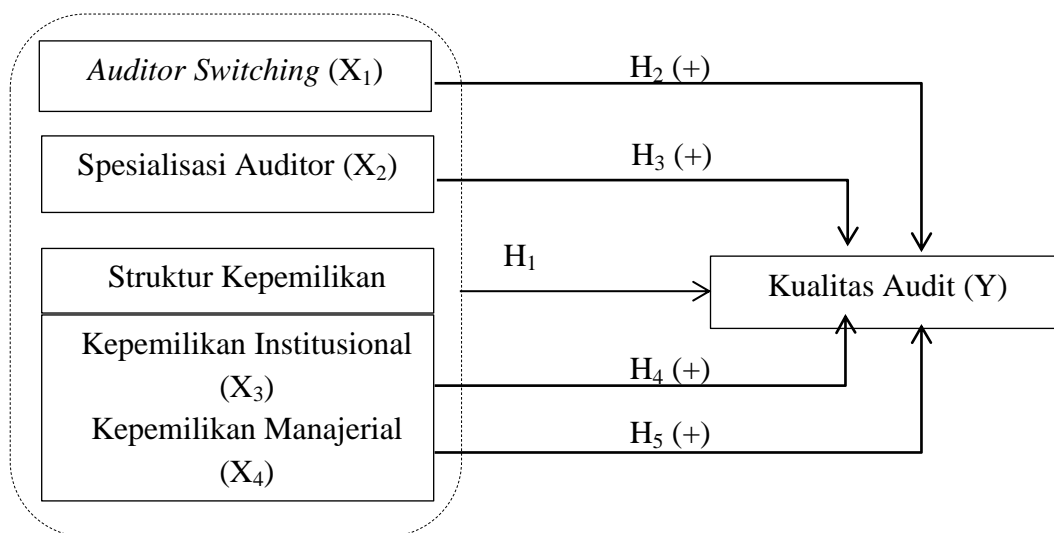 Auditor Switching (X₁)
H₂ (+)
Spesialisasi Auditor (X₂)
H₃ (+)
Struktur Kepemilikan
H₁
Kualitas Audit (Y)
Kepemilikan Institusional
(X₃)
H₄ (+)
Kepemilikan Manajerial
(X₄)
H₅ (+)